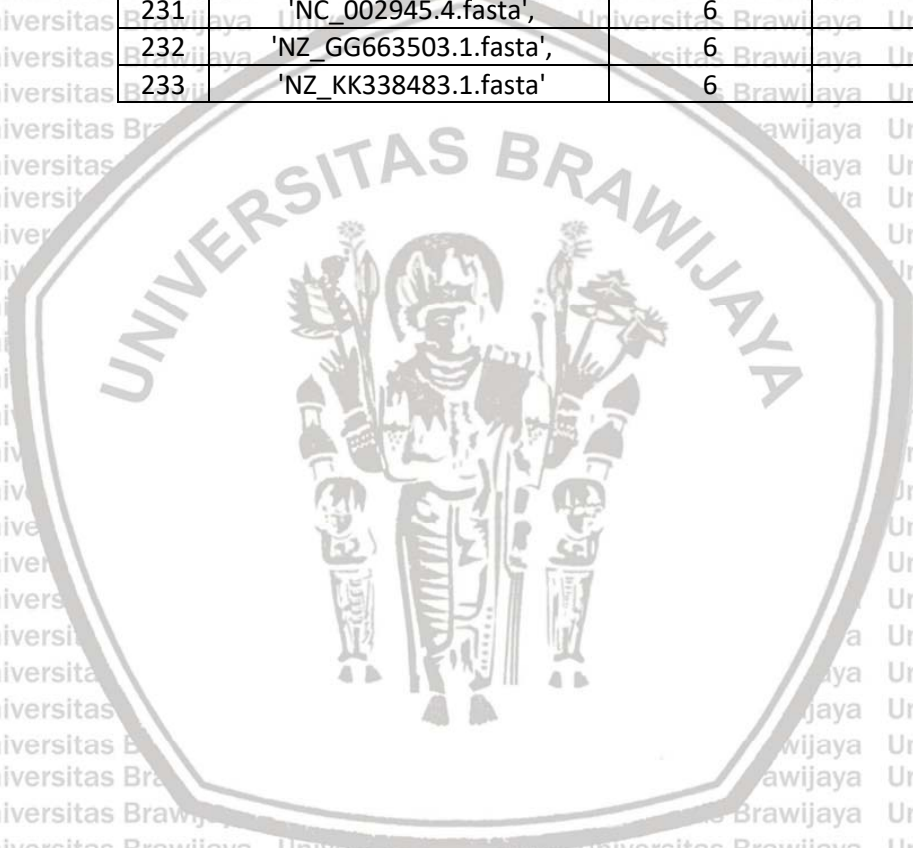 231 'NC_002945.4.fasta', 6
232 'NZ_GG663503.1.fasta', 6
233 'NZ_KK338483.1.fasta' 6
UNIVERSITAS BRAWIJAYA